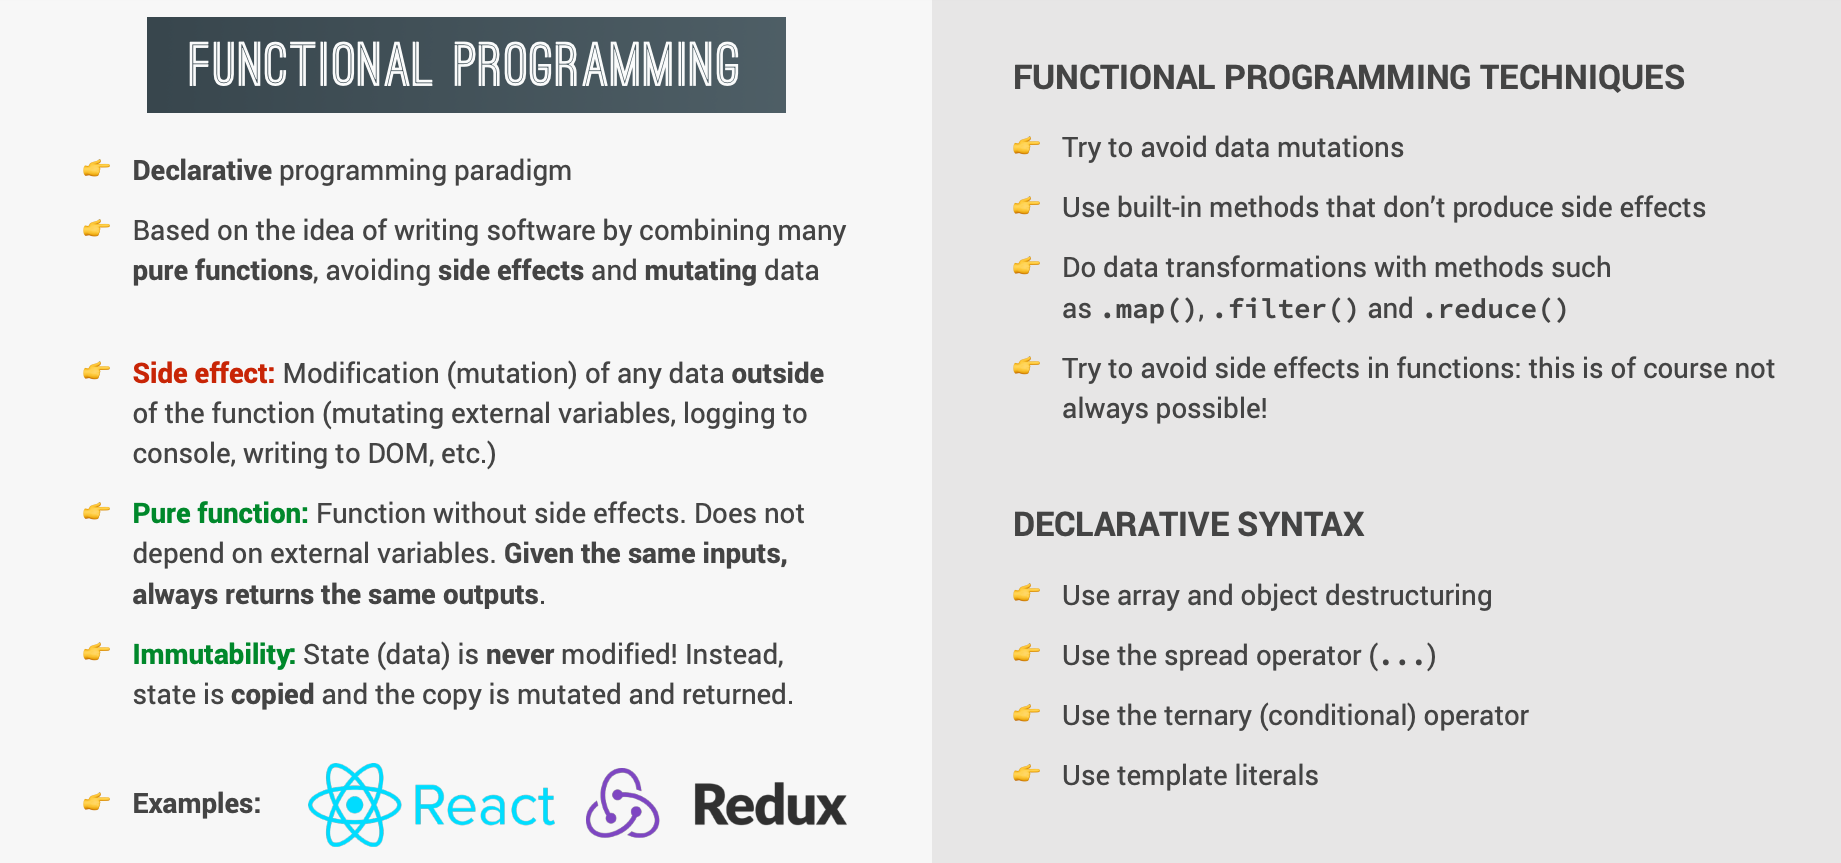 FUNCTIONAL PROGRAMMING
👉 Declarative programming paradigm
👉 Based on the idea of writing software by combining many
pure functions, avoiding side effects and mutating data
👉 Side effect: Modification (mutation) of any data outside
of the function (mutating external variables, logging to
console, writing to DOM, etc.)
👉 Pure function: Function without side effects. Does not
depend on external variables. Given the same inputs,
always returns the same outputs.
👉 Immutability: State (data) is never modified! Instead,
state is copied and the copy is mutated and returned.
👉 Examples: React Redux
FUNCTIONAL PROGRAMMING TECHNIQUES
👉 Try to avoid data mutations
👉 Use built-in methods that don’t produce side effects
👉 Do data transformations with methods such
as .map(), .filter() and .reduce()
👉 Try to avoid side effects in functions: this is of course not
always possible!
DECLARATIVE SYNTAX
👉 Use array and object destructuring
👉 Use the spread operator (...)
👉 Use the ternary (conditional) operator
👉 Use template literals